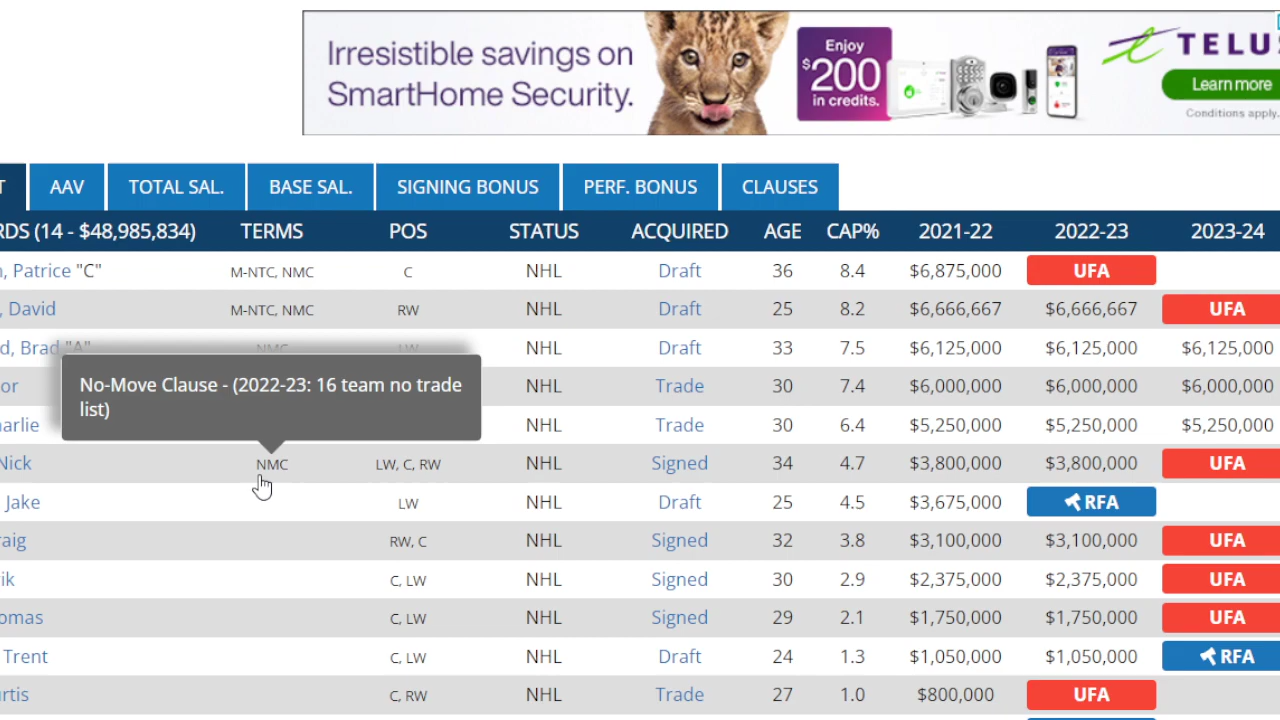 Irresistible savings on
SmartHome Security.
Enjoy
$200
in credits.
TELUS
Learn more
Conditions apply.
T AAV TOTAL SAL. BASE SAL. SIGNING BONUS PERF. BONUS CLAUSES
RDS (14 - $48,985,834) TERMS POS STATUS ACQUIRED AGE CAP% 2021-22 2022-23 2023-24
n, Patrice "C" M-NTC, NMC C NHL Draft 36 8.4 $6,875,000 UFA
, David M-NTC, NMC RW NHL Draft 25 8.2 $6,666,667 $6,666,667 UFA
d, Brad "A" NMC LW NHL Draft 33 7.5 $6,125,000 $6,125,000 $6,125,000
or NHL Trade 30 7.4 $6,000,000 $6,000,000 $6,000,000
arlie NHL Trade 30 6.4 $5,250,000 $5,250,000 $5,250,000
No-Move Clause - (2022-23: 16 team no trade
list)
Nick NMC LW, C, RW NHL Signed 34 4.7 $3,800,000 $3,800,000 UFA
, Jake LW NHL Draft 25 4.5 $3,675,000 RFA
raig RW, C NHL Signed 32 3.8 $3,100,000 $3,100,000 UFA
ik C, LW NHL Signed 30 2.9 $2,375,000 $2,375,000 UFA
omas C, LW NHL Signed 29 2.1 $1,750,000 $1,750,000 UFA
, Trent C, LW NHL Draft 24 1.3 $1,050,000 $1,050,000 RFA
urtis C, RW NHL Trade 27 1.0 $800,000 UFA